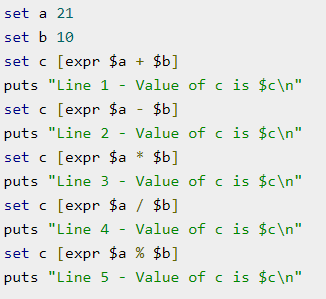 set a 21
set b 10
set c [expr $a + $b]
puts "Line 1 - Value of c is $c\n"
set c [expr $a - $b]
puts "Line 2 - Value of c is $c\n"
set c [expr $a * $b]
puts "Line 3 - Value of c is $c\n"
set c [expr $a / $b]
puts "Line 4 - Value of c is $c\n"
set c [expr $a % $b]
puts "Line 5 - Value of c is $c\n"